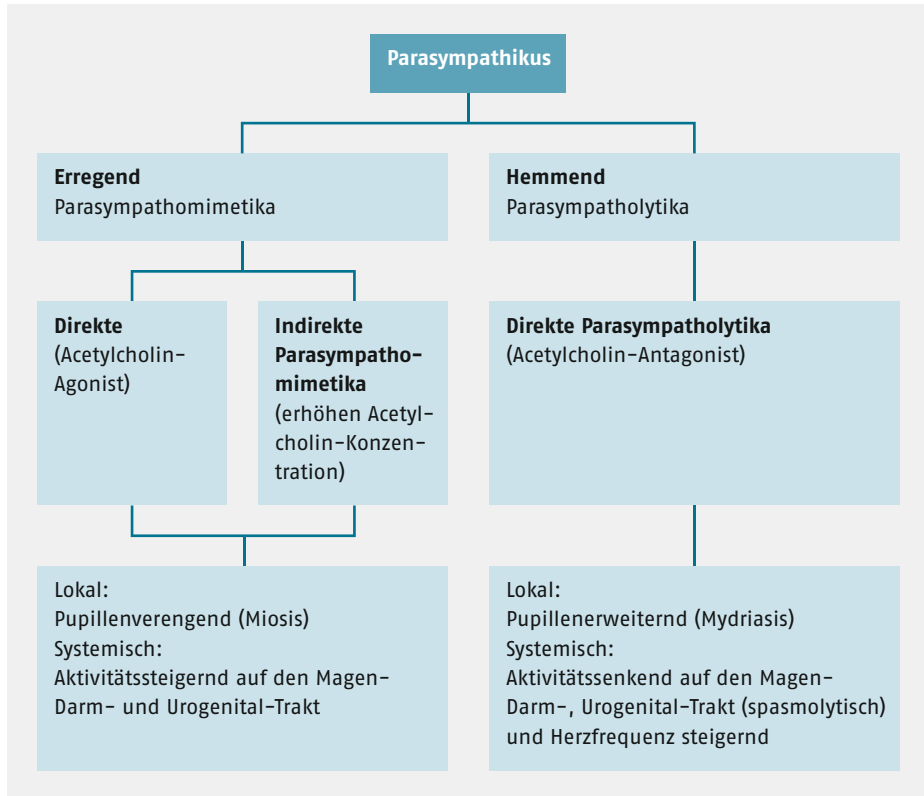 Parasympathikus
Erregend
Parasympathomimetika
Hemmend
Parasympatholytika
Direkte
(Acetylcholin-
Agonist)
Indirekte
Parasympatho-
mimetika
(erhöhen Acetyl-
cholin-Konzen-
tration)
Direkte Parasympatholytika
(Acetylcholin-Antagonist)
Lokal:
Pupillenverengend (Miosis)
Systemisch:
Aktivitätssteigernd auf den Magen-
Darm- und Urogenital-Trakt
Lokal:
Pupillenerweiternd (Mydriasis)
Systemisch:
Aktivitätssenkend auf den Magen-
Darm-, Urogenital-Trakt (spasmolytisch)
und Herzfrequenz steigernd